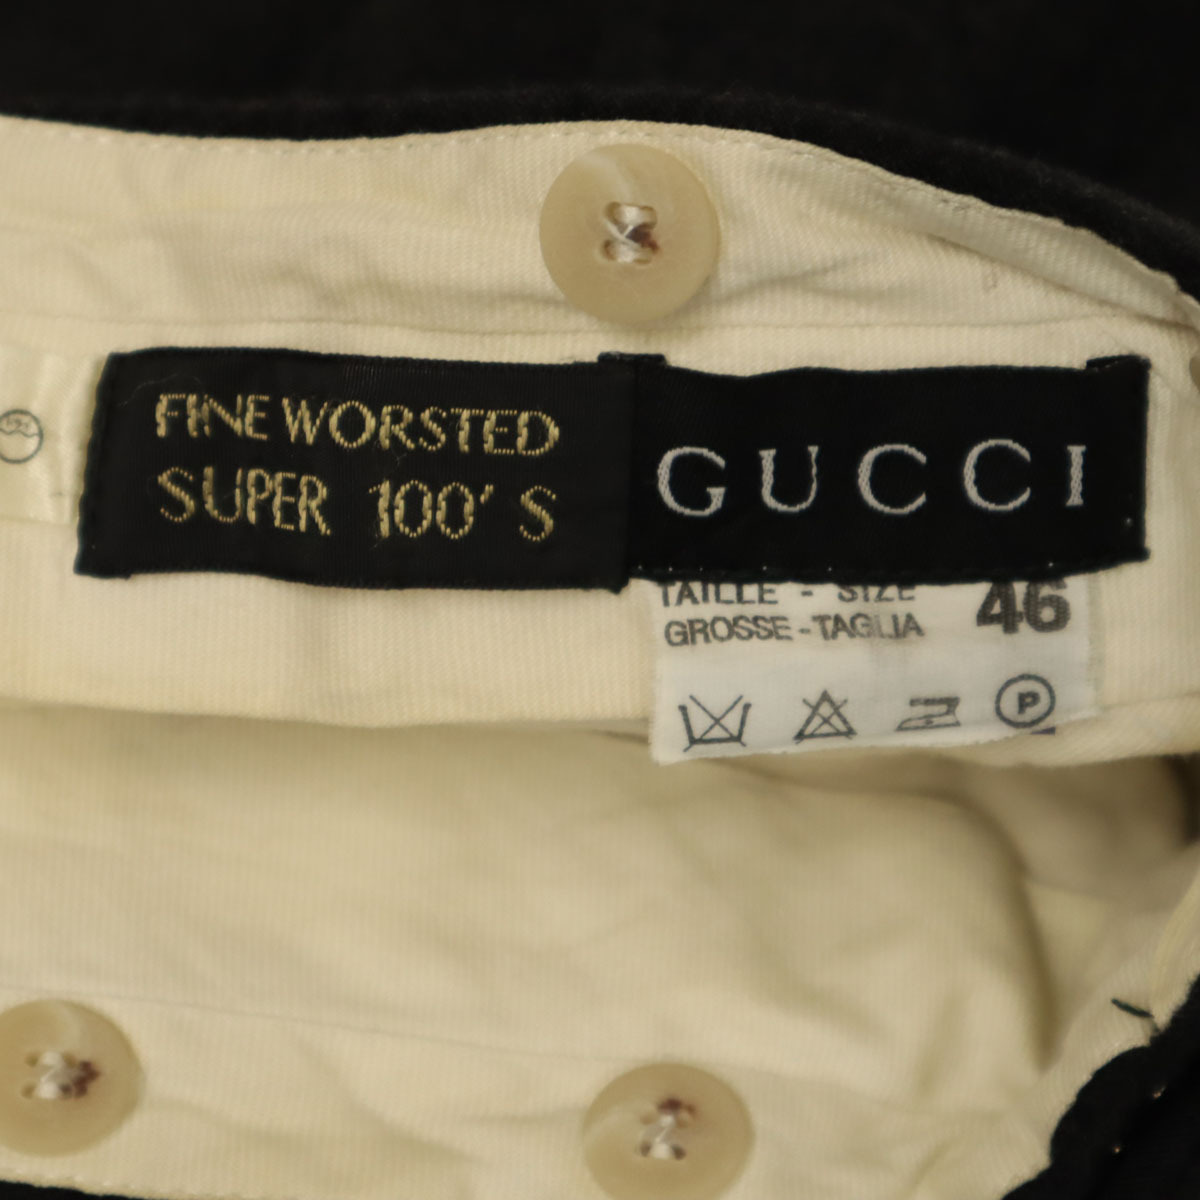 FINE WORSTED
SUPER 100' S
GUCCI
TAILLE - SIZE
GROSSE-TAGLIA
46
P